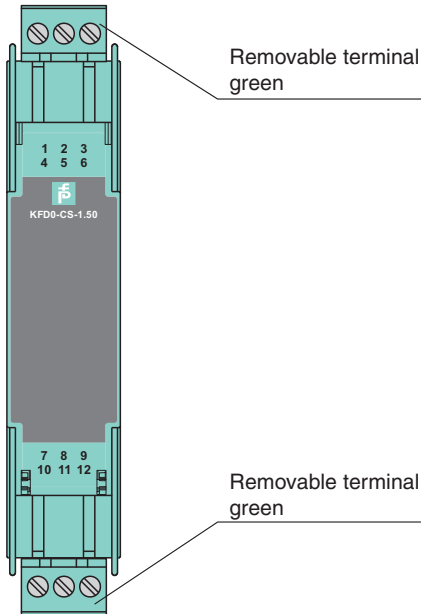 Removable terminal
green
1 2 3
4 5 6
KFD0-CS-1.50
7 8 9
10 11 12
Removable terminal
green